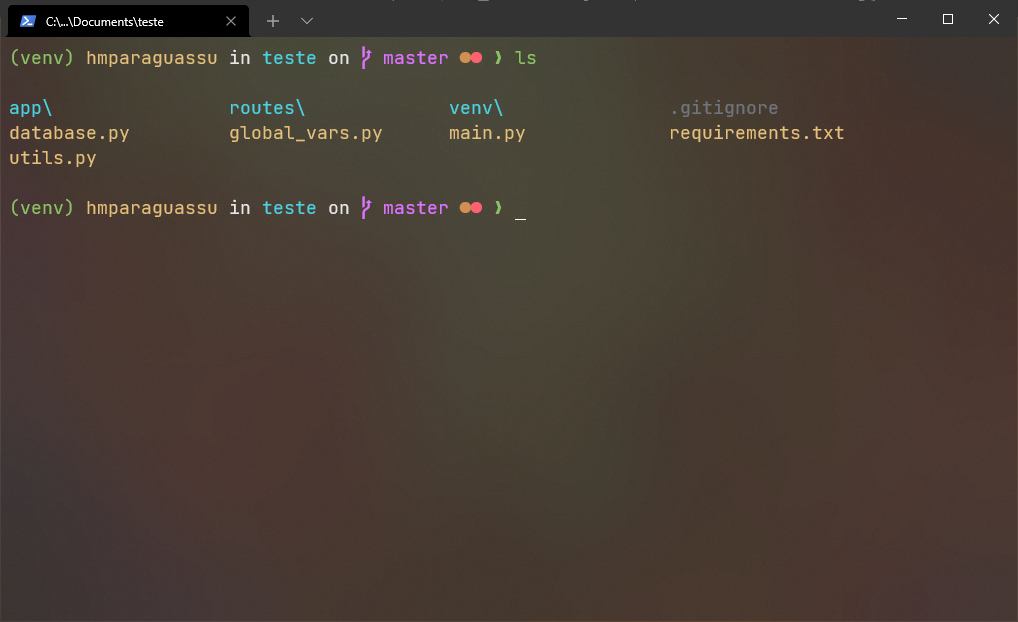 C:\...\Documents\teste
(venv) hmparaguassu in teste on master ❯ ls
app\ routes\ venv\ .gitignore
database.py global_vars.py main.py requirements.txt
utils.py
(venv) hmparaguassu in teste on master ❯ _